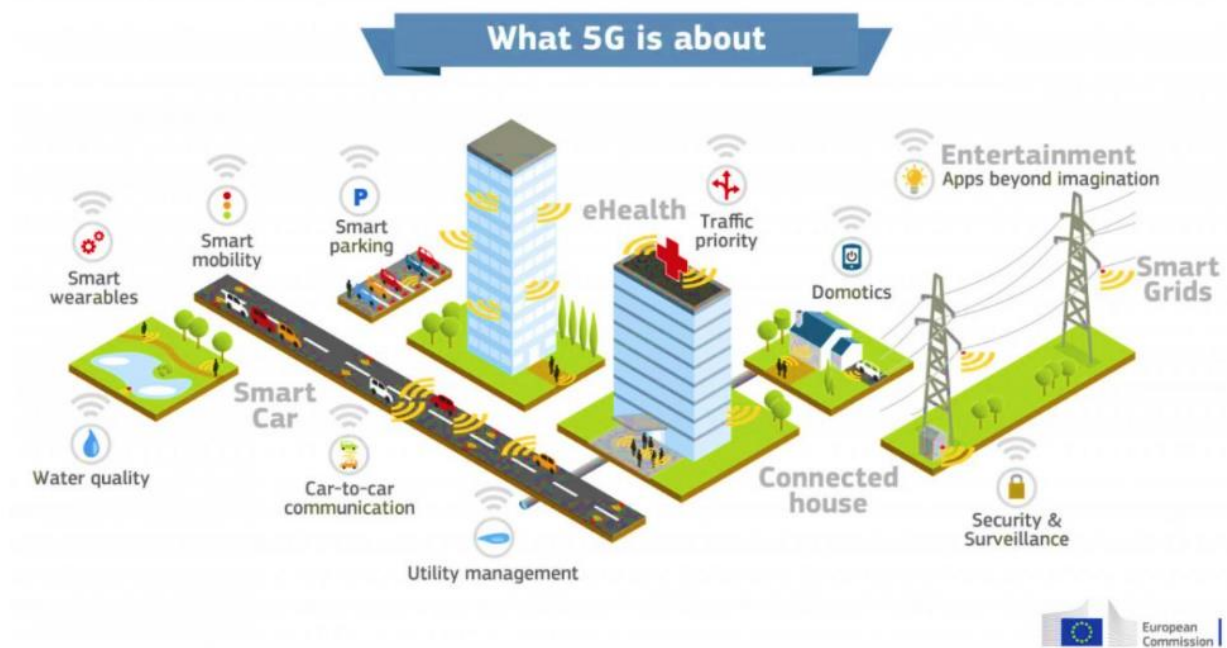 What 5G is about
Entertainment
Apps beyond imagination
eHealth
Traffic
priority
Smart
parking
Smart
mobility
Smart
wearables
P
Domotics
Smart
Grids
Smart
Car
Water quality
Car-to-car
communication
Connected
house
Security &
Surveillance
Utility management
European
Commission